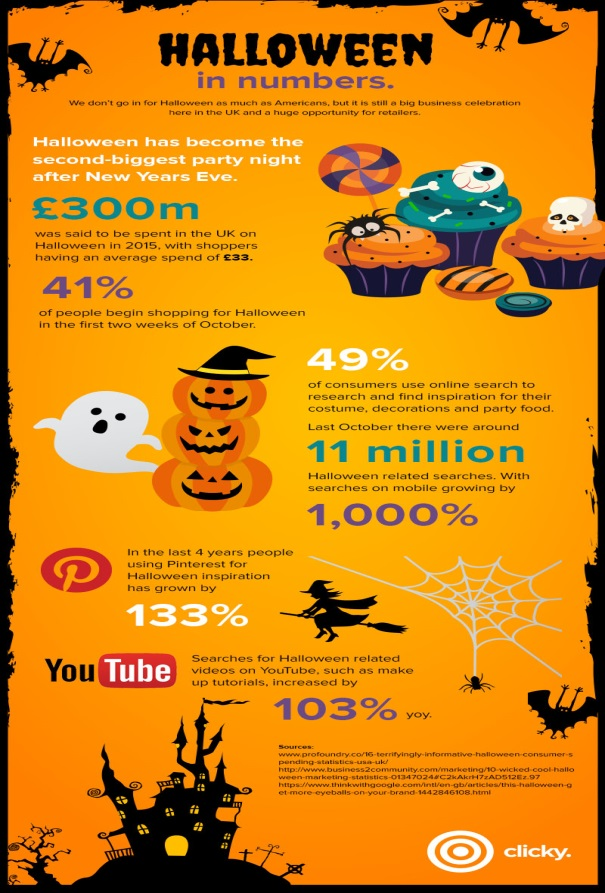 HALLOWEEN
in numbers.
We don't go in for Halloween as much as Americans, but it is still a big business celebration
here in the UK and a huge opportunity for retailers.
Halloween has become the
second-biggest party night
after New Years Eve.
£300m
was said to be spent in the UK on
Halloween in 2015, with shoppers
having an average spend of £33.
41%
of people begin shopping for Halloween
in the first two weeks of October.
49%
of consumers use online search to
research and find inspiration for their
costume, decorations and party food.
Last October there were around
11 million
Halloween related searches. With
searches on mobile growing by
1,000%
In the last 4 years people
using Pinterest for
Halloween inspiration
has grown by
133%
YouTube
Searches for Halloween related
videos on YouTube, such as make
up tutorials, increased by
103% yoy.
Sources:
www.profoundry.co/16-terrifyingly-informative-halloween-consumer-s
pending-statistics-usa-uk/
http://www.business2community.com/marketing/10-wicked-cool-hallo
ween-marketing-statistics-01347024#C2kAkrH7zAD512Ez.97
https://www.thinkwithgoogle.com/intl/en-gb/articles/this-halloween-g
et-more-eyeballs-on-your-brand-1442846108.html
clicky.